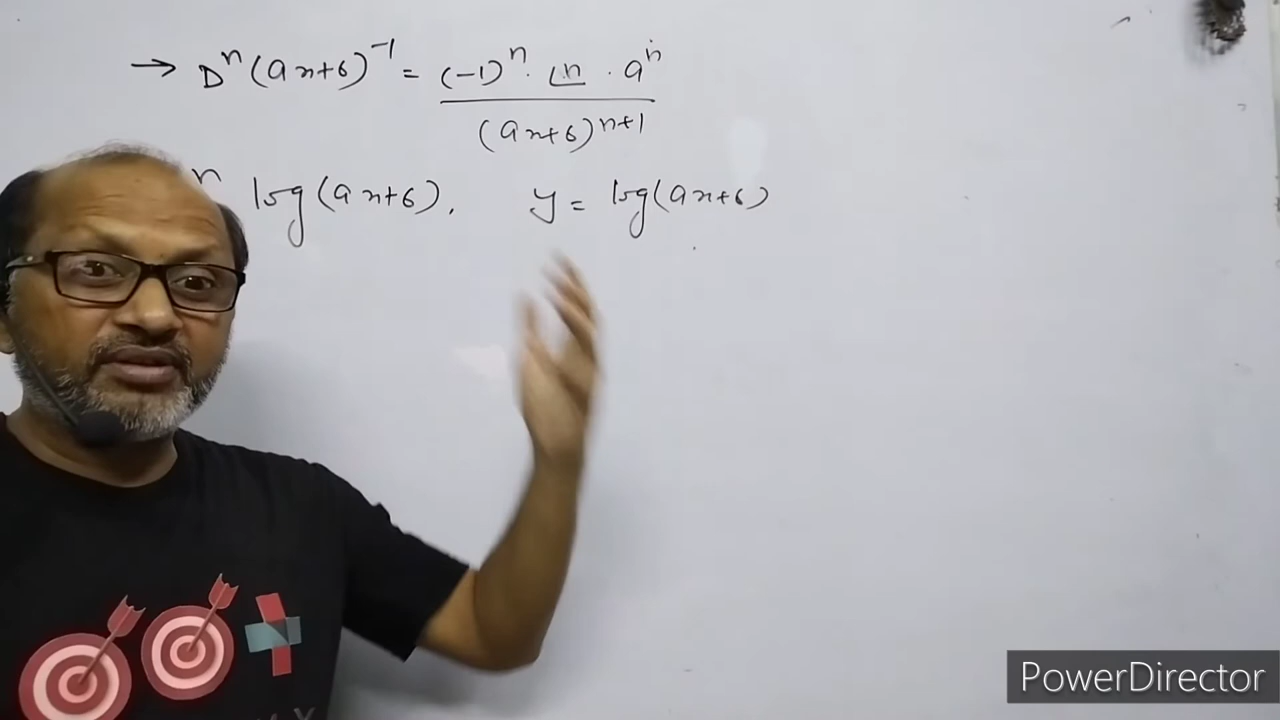 → Dⁿ(ax+b)⁻¹ = (-1)ⁿ · ⌊n · aⁿ
(ax+b)ⁿ⁺¹
n log(ax+b). y = log(ax+b)
PowerDirector